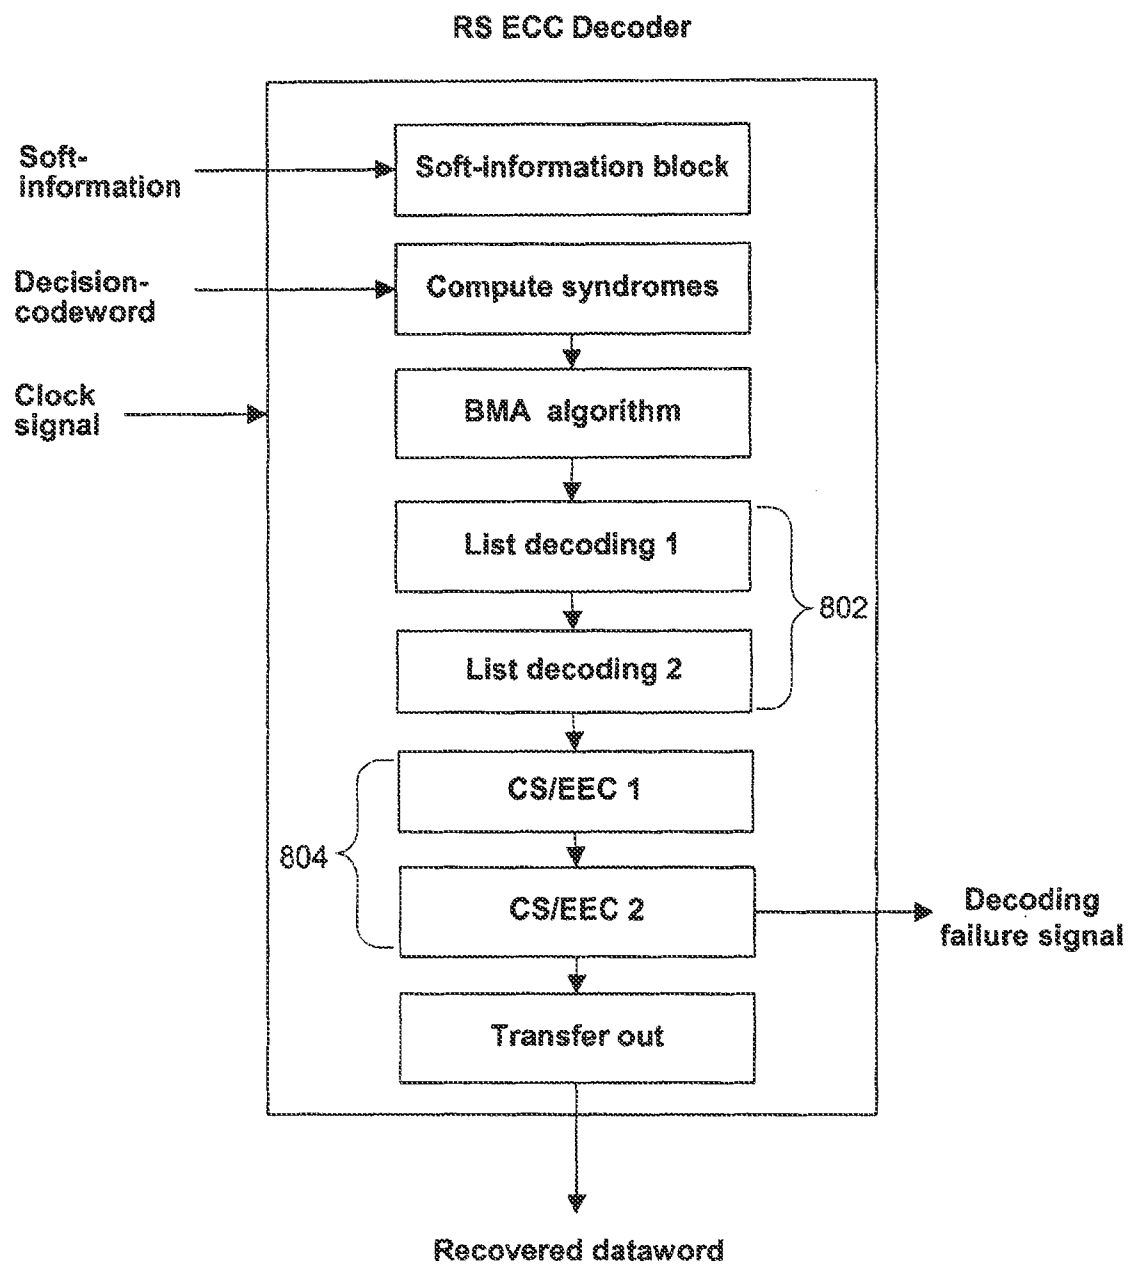 RS ECC Decoder
Soft-
information
Soft-information block
Decision-
codeword
Compute syndromes
Clock
signal
BMA algorithm
List decoding 1
802
List decoding 2
CS/EEC 1
804
CS/EEC 2
Decoding
failure signal
Transfer out
Recovered dataword